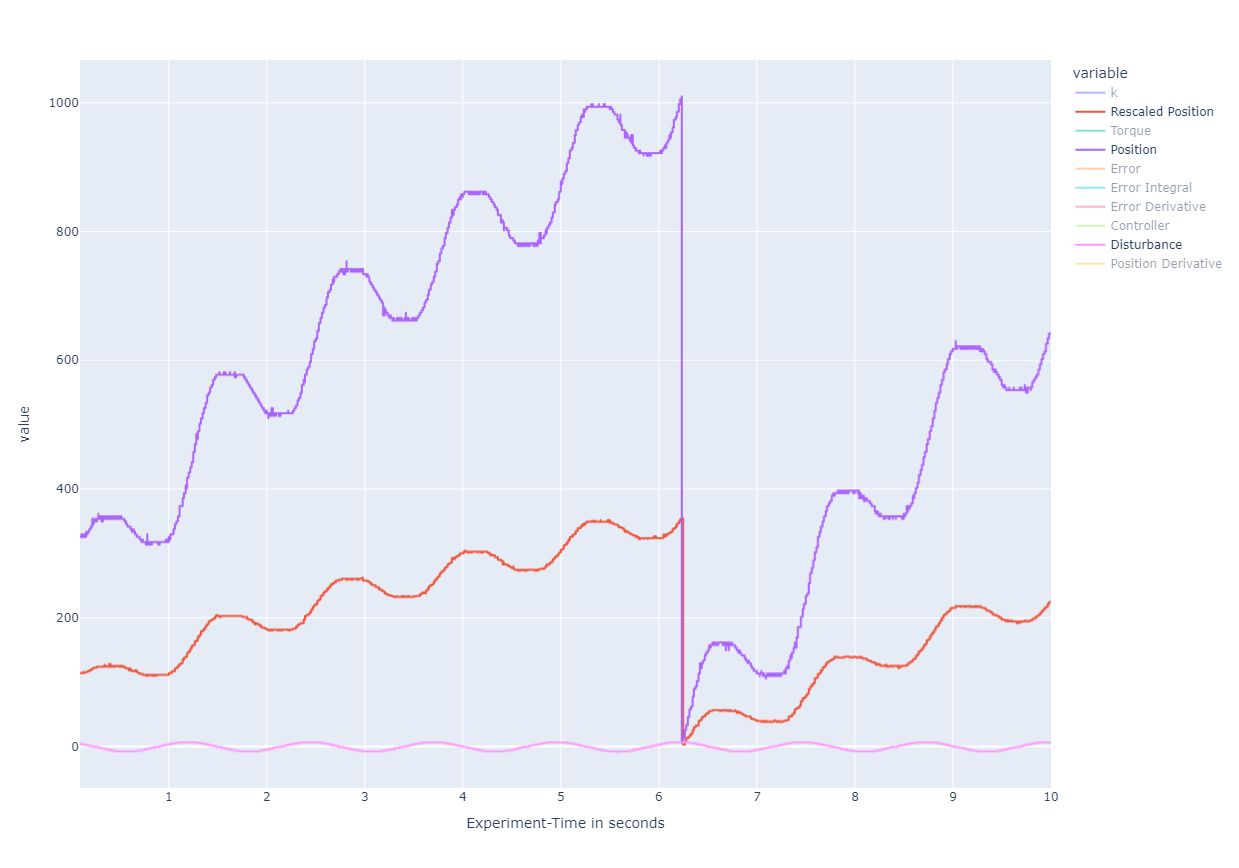 variable
k
Rescaled Position
Torque
Position
Error
Error Integral
Error Derivative
Controller
Disturbance
Position Derivative
1000
800
600
400
200
0
value
1 2 3 4 5 6 7 8 9 10
Experiment-Time in seconds